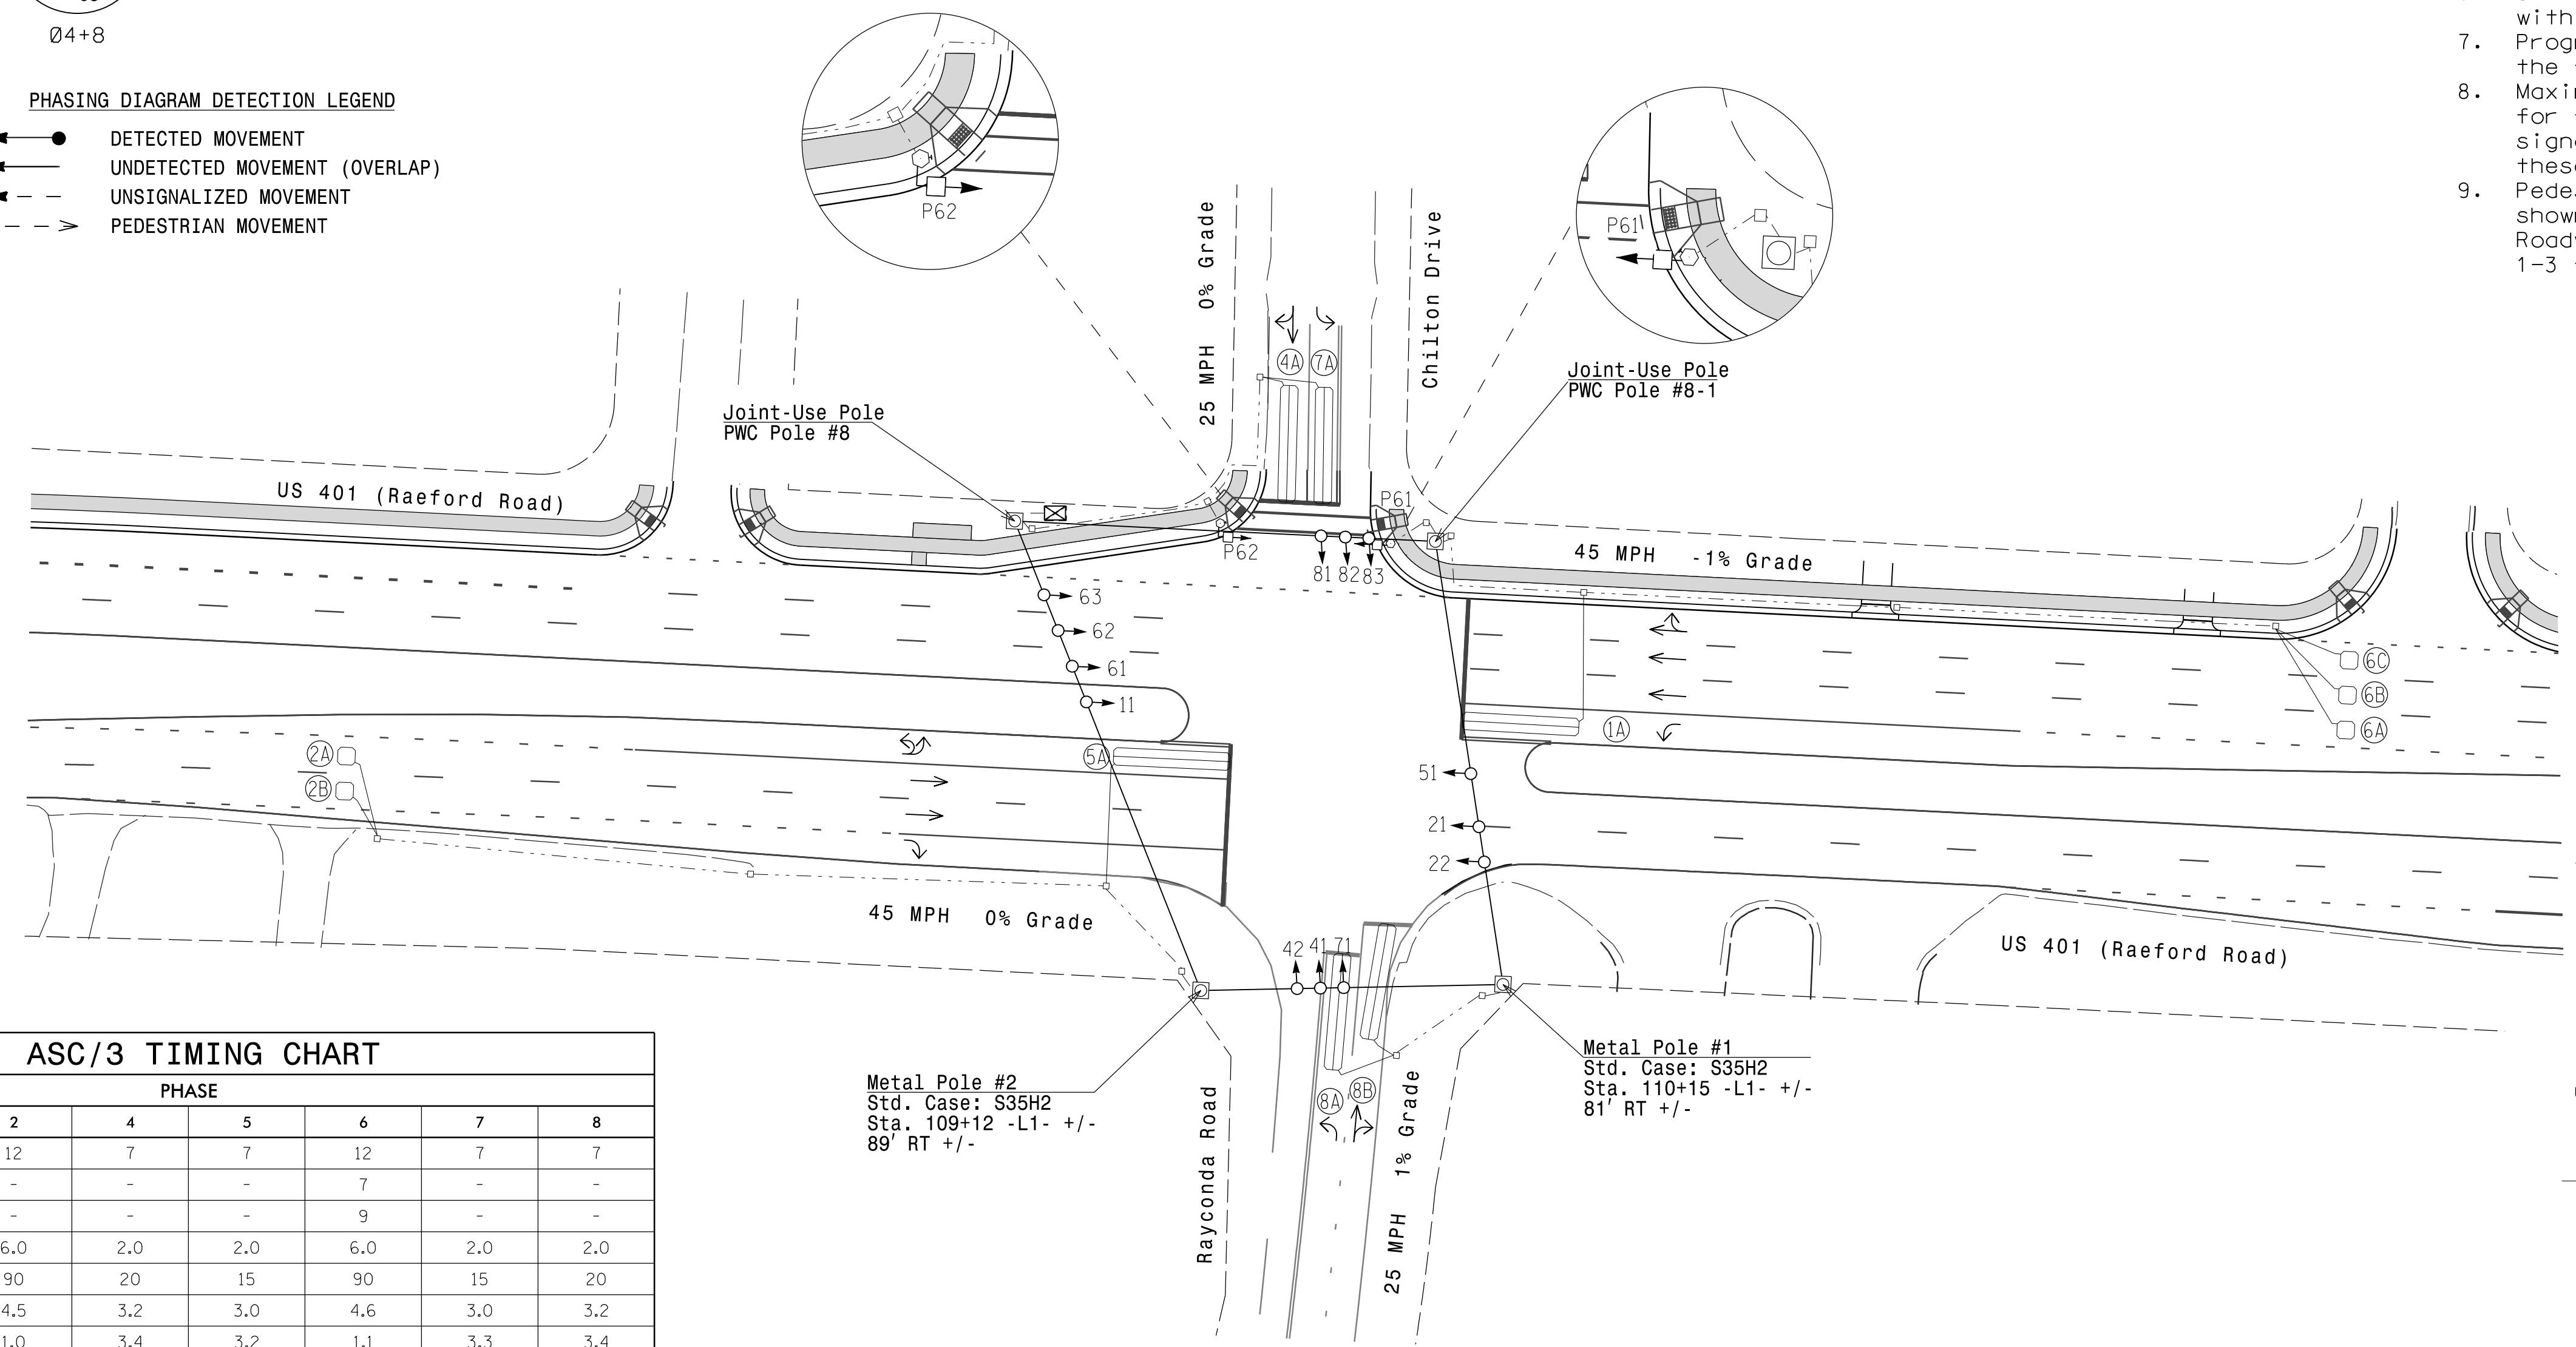 Ø4+8
PHASING DIAGRAM DETECTION LEGEND
DETECTED MOVEMENT
UNDETECTED MOVEMENT (OVERLAP)
UNSIGNALIZED MOVEMENT
PEDESTRIAN MOVEMENT
P62
P61
with
7. Prog
the
8. Maxi
for
sign
these
9. Pede
shown
Road
1-3
25 MPH 0% Grade
Chilton Drive
4A
7A
Joint-Use Pole
PWC Pole #8
Joint-Use Pole
PWC Pole #8-1
US 401 (Raeford Road)
P61
P62
81
82
83
45 MPH -1% Grade
63
62
61
11
6C
6B
6A
1A
2A
2B
5A
51
21
22
45 MPH 0% Grade
US 401 (Raeford Road)
42
41
71
Metal Pole #2
Std. Case: S35H2
Sta. 109+12 -L1- +/-
89' RT +/-
Metal Pole #1
Std. Case: S35H2
Sta. 110+15 -L1- +/-
81' RT +/-
8A
8B
Rayconda Road
25 MPH 1% Grade
ASC/3 TIMING CHART
PHASE
2 4 5 6 7 8
12 7 7 12 7 7
- - - 7 - -
- - - 9 - -
6.0 2.0 2.0 6.0 2.0 2.0
90 20 15 90 15 20
4.5 3.2 3.0 4.6 3.0 3.2
1.0 3.4 3.2 1.1 3.3 3.4